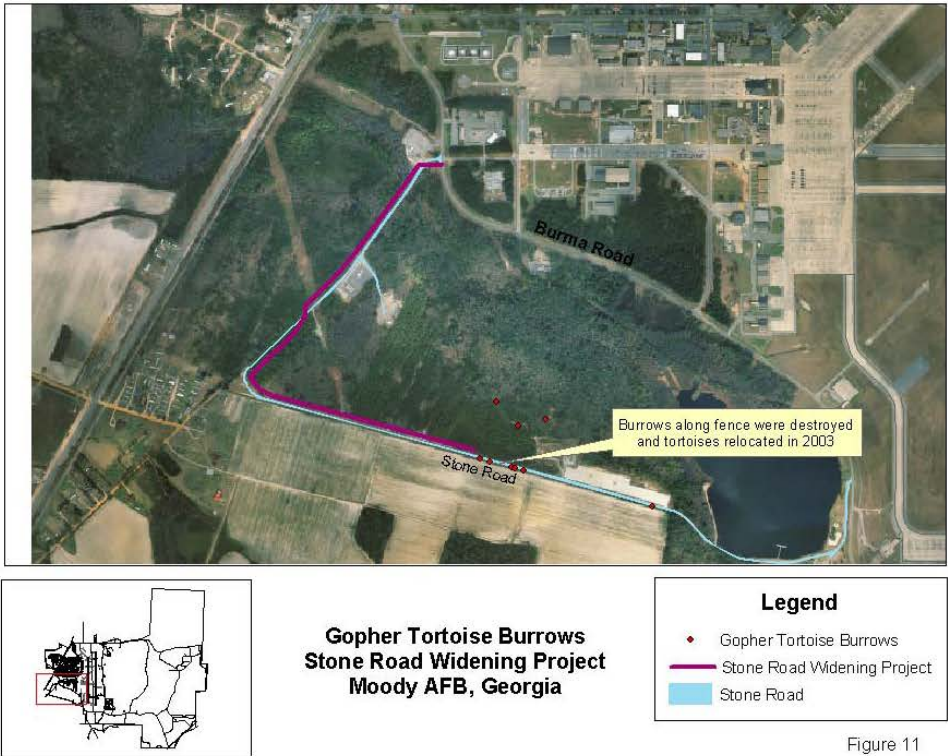 Burma Road
Burrows along fence were destroyed
and tortoises relocated in 2003
Stone Road
Gopher Tortoise Burrows
Stone Road Widening Project
Moody AFB, Georgia
Legend
Gopher Tortoise Burrows
Stone Road Widening Project
Stone Road
Figure 11